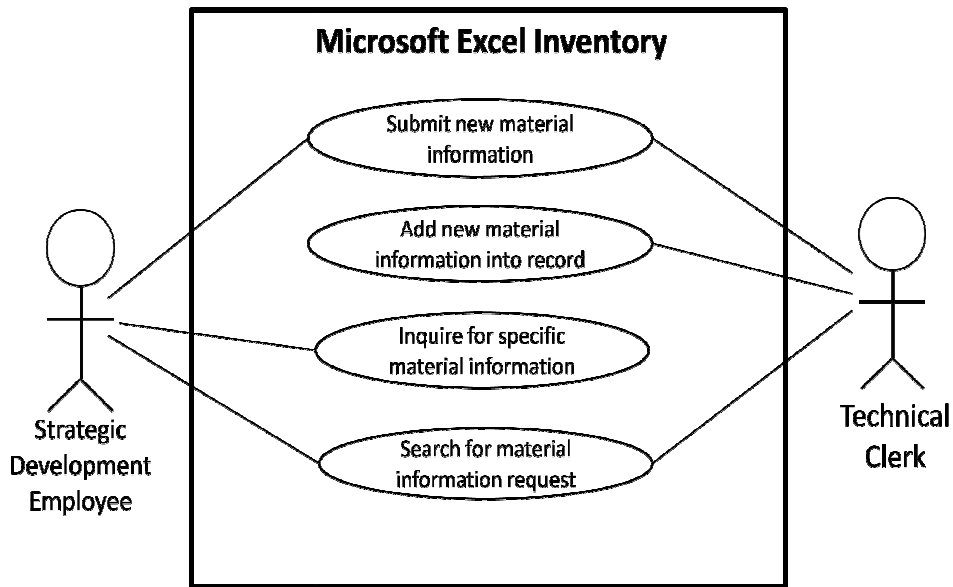 Microsoft Excel Inventory
Submit new material
information
Add new material
information into record
Inquire for specific
material information
Search for material
information request
Strategic
Development
Employee
Technical
Clerk